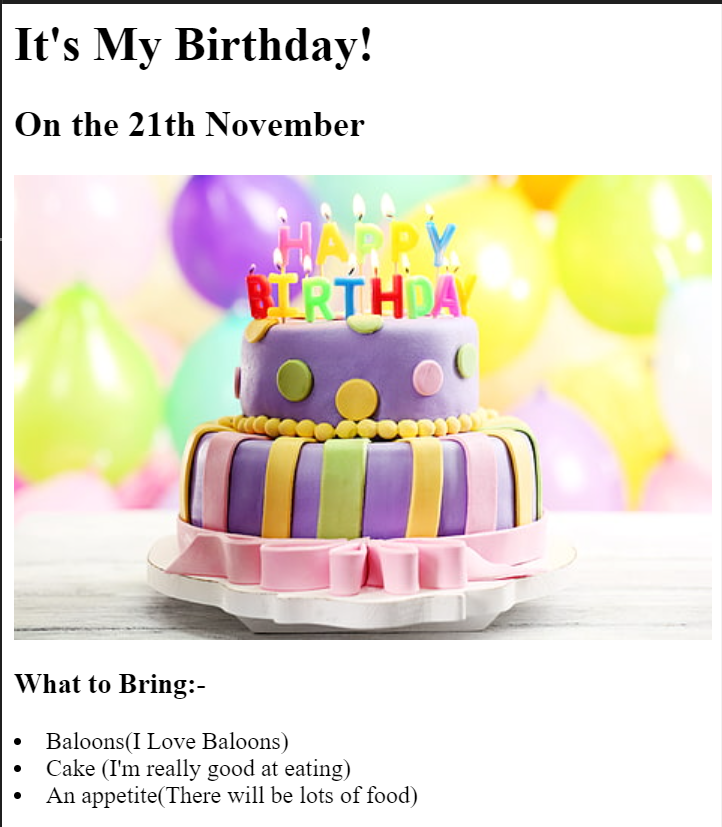 It's My Birthday!
On the 21th November
HAPPY
BIRTHDAY
What to Bring:-
Baloons(I Love Baloons)
Cake (I'm really good at eating)
An appetite(There will be lots of food)